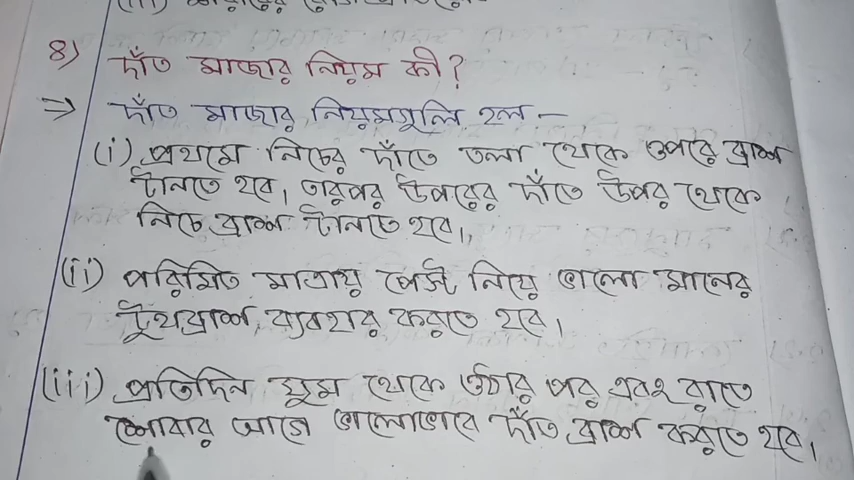 ৪) দাঁত মাজার নিয়ম কী?
⇒ দাঁত মাজার নিয়মগুলি হল —
(i) প্রথমে নিচের দাঁতে তলা থেকে ওপরে ব্রাশ
টানতে হবে। তারপর উপরের দাঁতে উপর থেকে
নিচে ব্রাশ টানতে হবে।
(ii) পরিমিত মাত্রায় পেস্ট নিয়ে ভালো মানের
টুথব্রাশ ব্যবহার করতে হবে।
(iii) প্রতিদিন ঘুম থেকে ওঠার পর এবং রাতে
শোবার আগে ভালোভাবে দাঁত ব্রাশ করতে হবে।